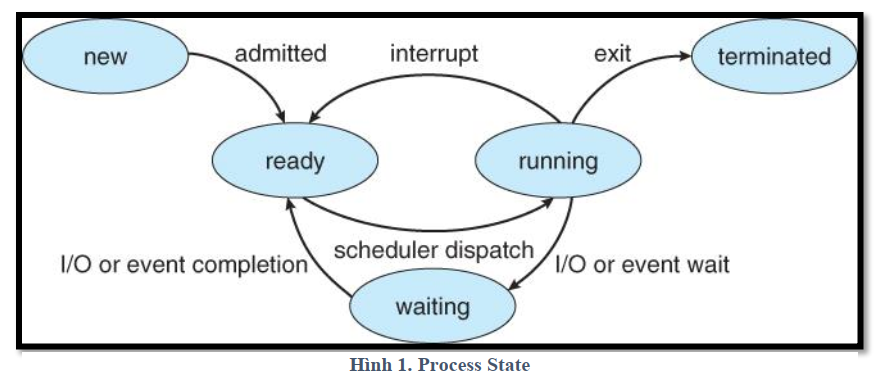 new
admitted
interrupt
exit
terminated
ready
running
scheduler dispatch
I/O or event completion
I/O or event wait
waiting
Hình 1. Process State